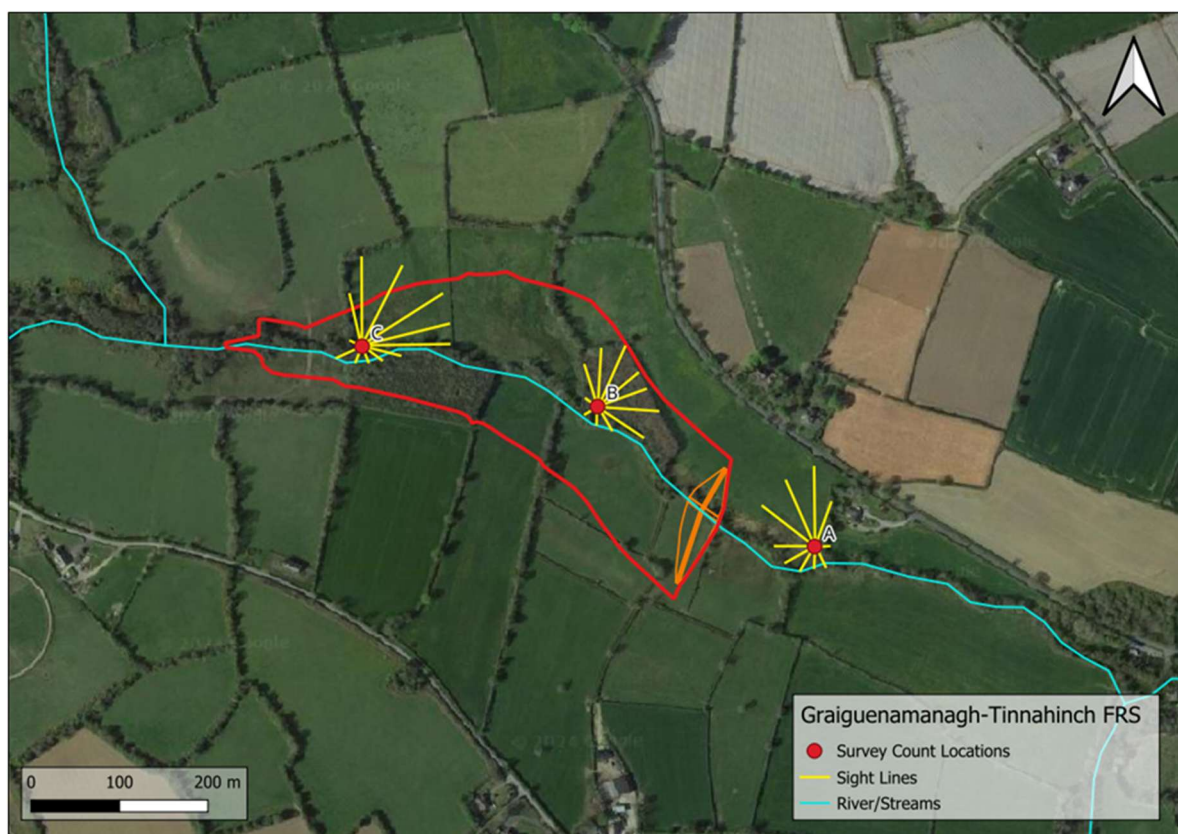 C
B
A
Graiguenamanagh-Tinnahinch FRS
Survey Count Locations
Sight Lines
River/Streams
0 100 200 m